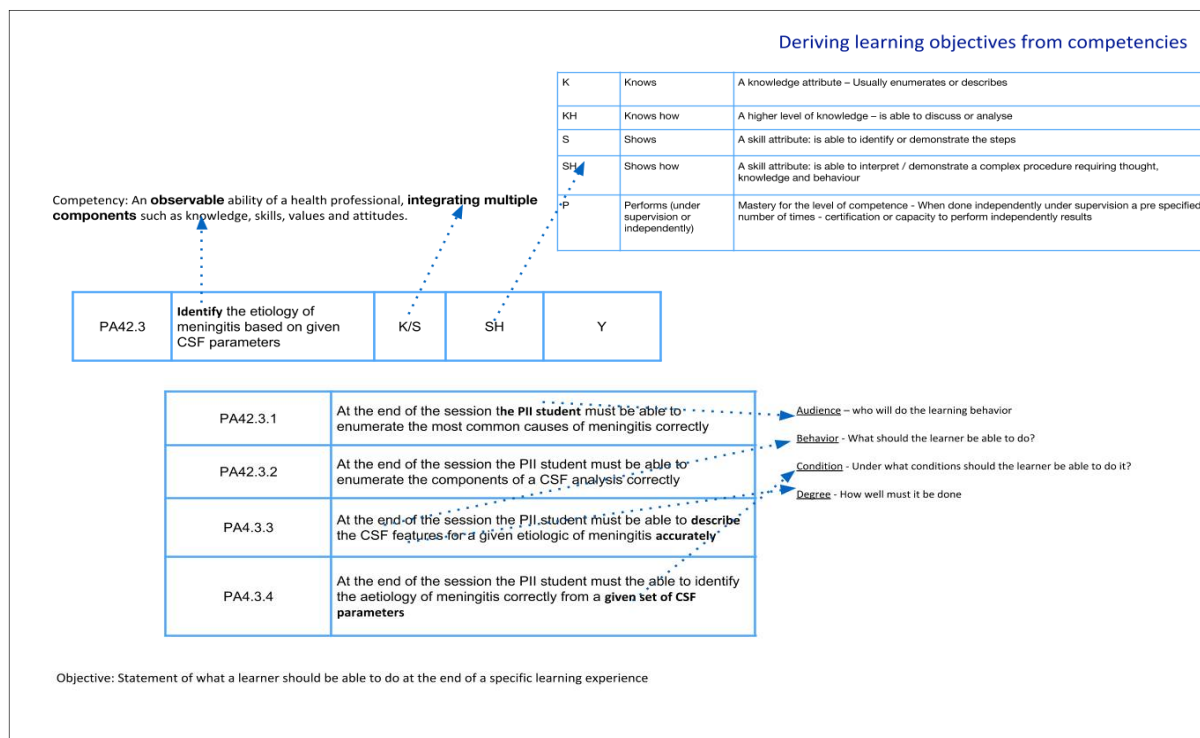 Deriving learning objectives from competencies
K Knows A knowledge attribute – Usually enumerates or describes
KH Knows how A higher level of knowledge – is able to discuss or analyse
S Shows A skill attribute: is able to identify or demonstrate the steps
SH Shows how A skill attribute: is able to interpret / demonstrate a complex procedure requiring thought,
knowledge and behaviour
P Performs (under
supervision or
independently)
Mastery for the level of competence - When done independently under supervision a pre specified
number of times - certification or capacity to perform independently results
Competency: An observable ability of a health professional, integrating multiple
components such as knowledge, skills, values and attitudes.
PA42.3
Identify the etiology of
meningitis based on given
CSF parameters
K/S
SH
Y
PA42.3.1
At the end of the session the PII student must be able to
enumerate the most common causes of meningitis correctly
PA42.3.2
At the end of the session the PII student must be able to
enumerate the components of a CSF analysis correctly
PA4.3.3
At the end of the session the PII student must be able to describe
the CSF features for a given etiologic of meningitis accurately
PA4.3.4
At the end of the session the PII student must the able to identify
the aetiology of meningitis correctly from a given set of CSF
parameters
Audience – who will do the learning behavior
Behavior - What should the learner be able to do?
Condition - Under what conditions should the learner be able to do it?
Degree - How well must it be done
Objective: Statement of what a learner should be able to do at the end of a specific learning experience